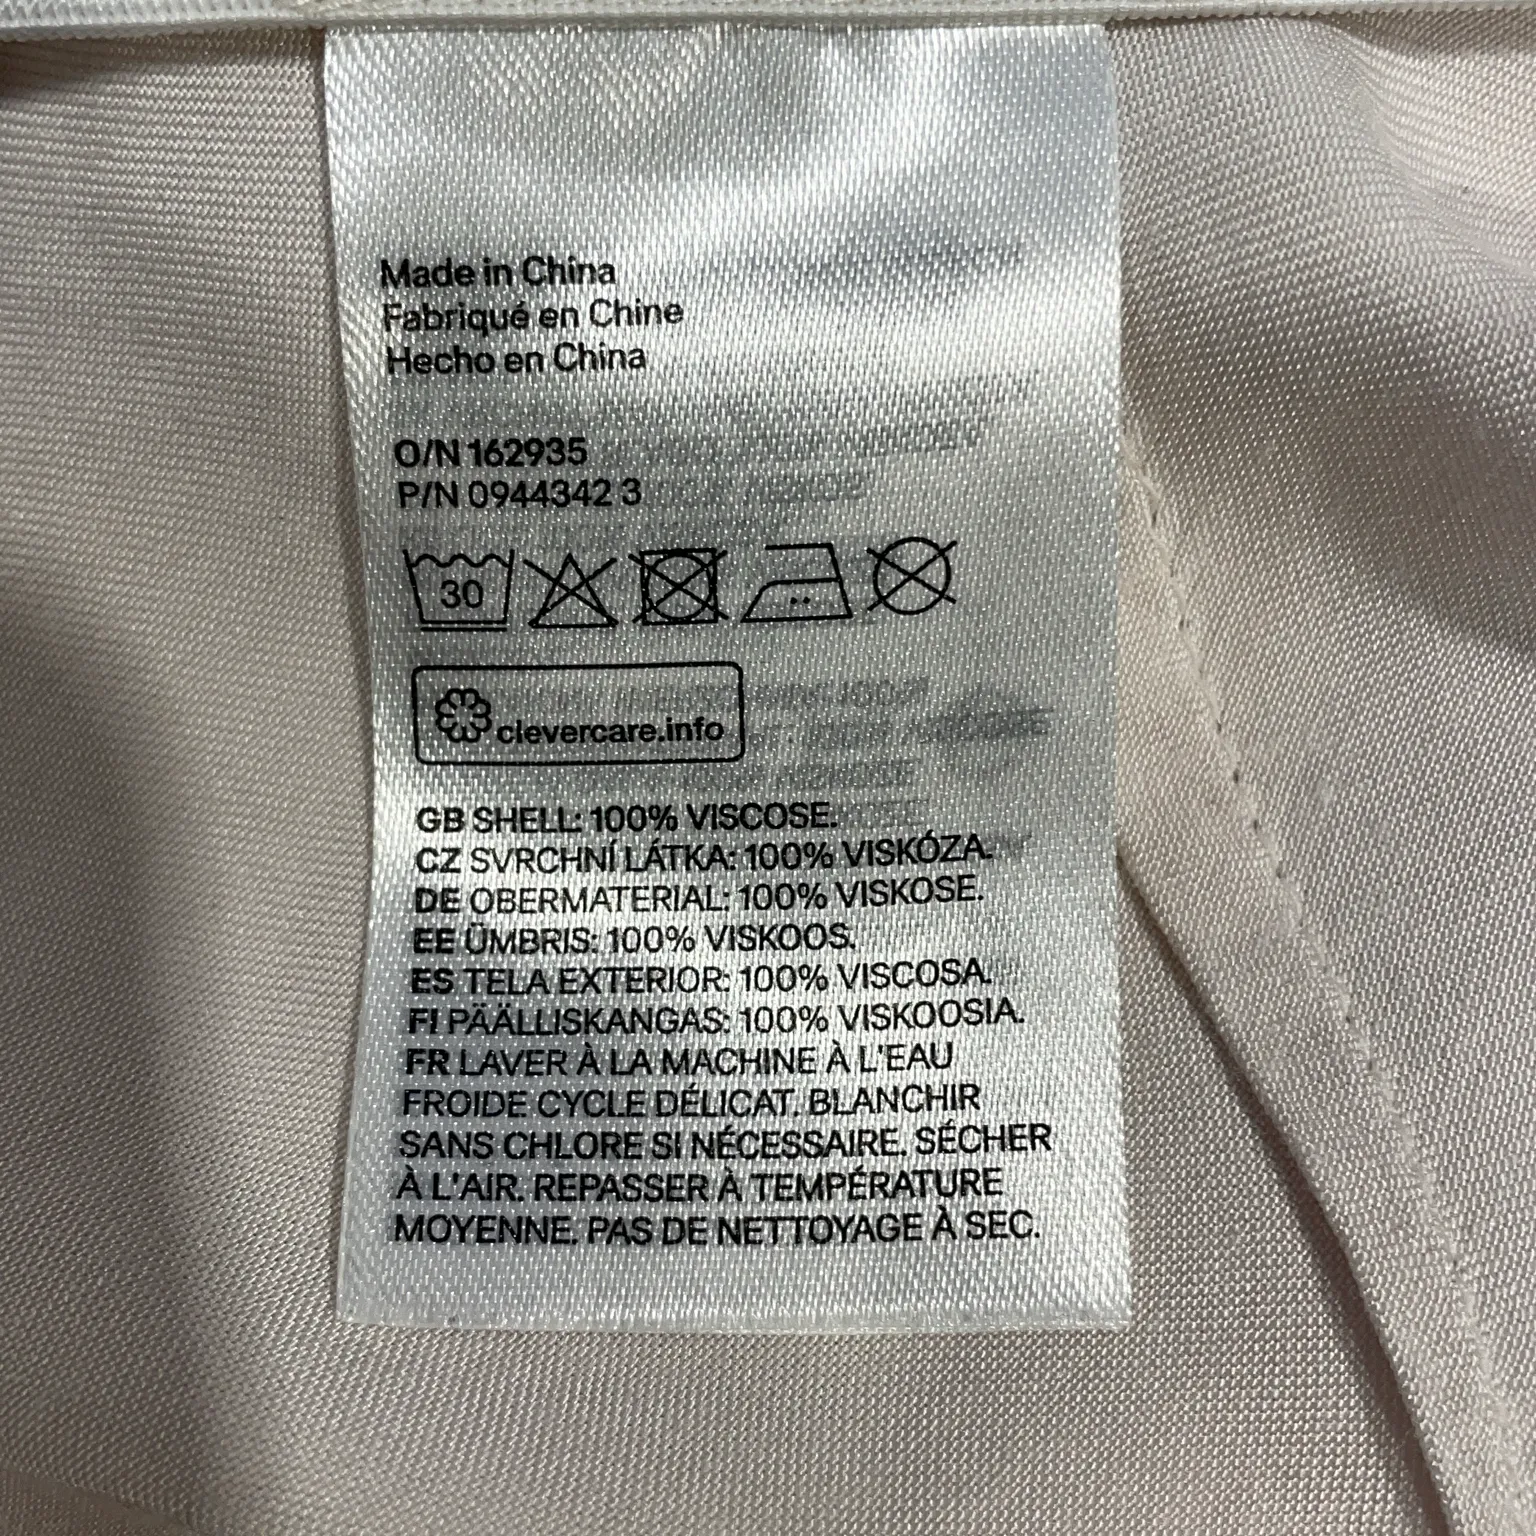 Made in China
Fabriqué en Chine
Hecho en China
O/N 162935
P/N 0944342 3
30
clevercare.info
GB SHELL: 100% VISCOSE.
CZ SVRCHNÍ LÁTKA: 100% VISKÓZA.
DE OBERMATERIAL: 100% VISKOSE.
EE ÜMBRIS: 100% VISKOOS.
ES TELA EXTERIOR: 100% VISCOSA.
FI PÄÄLLISKANGAS: 100% VISKOOSIA.
FR LAVER À LA MACHINE À L'EAU
FROIDE CYCLE DÉLICAT. BLANCHIR
SANS CHLORE SI NÉCESSAIRE. SÉCHER
À L'AIR. REPASSER À TEMPÉRATURE
MOYENNE. PAS DE NETTOYAGE À SEC.